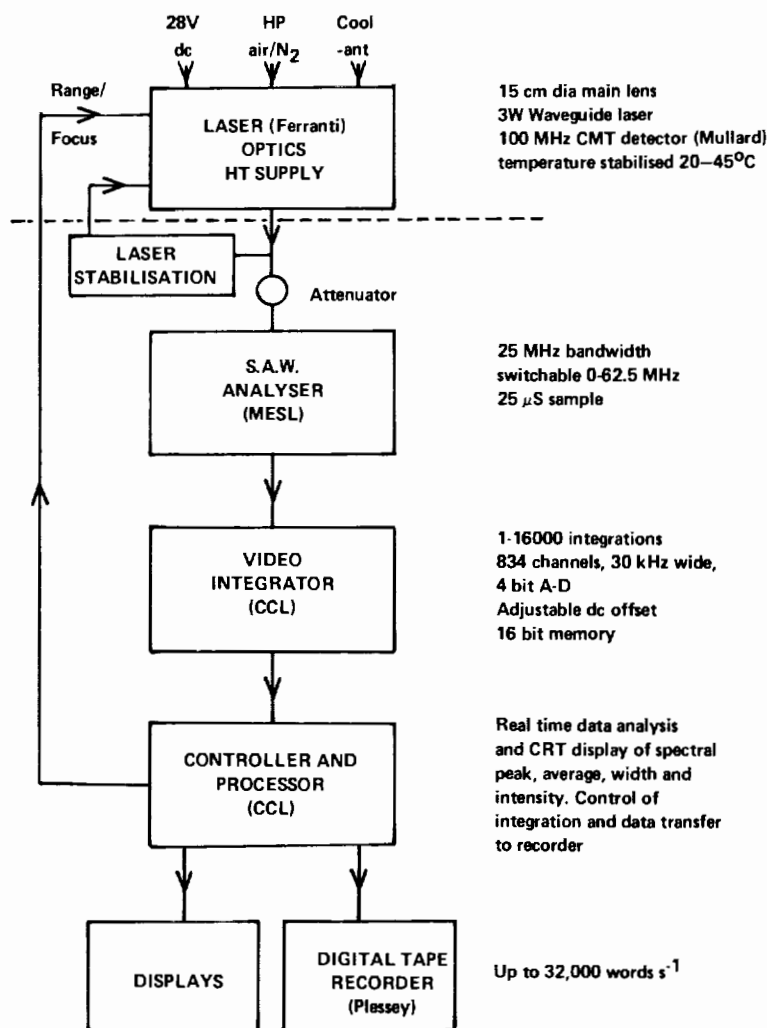 28V
dc
HP
air/N2
Cool
-ant
Range/
Focus
LASER (Ferranti)
OPTICS
HT SUPPLY
15 cm dia main lens
3W Waveguide laser
100 MHz CMT detector (Mullard)
temperature stabilised 20–45°C
LASER
STABILISATION
Attenuator
S.A.W.
ANALYSER
(MESL)
25 MHz bandwidth
switchable 0-62.5 MHz
25 μS sample
VIDEO
INTEGRATOR
(CCL)
1-16000 integrations
834 channels, 30 kHz wide,
4 bit A-D
Adjustable dc offset
16 bit memory
CONTROLLER AND
PROCESSOR
(CCL)
Real time data analysis
and CRT display of spectral
peak, average, width and
intensity. Control of
integration and data transfer
to recorder
DISPLAYS
DIGITAL TAPE
RECORDER
(Plessey)
Up to 32,000 words s-1